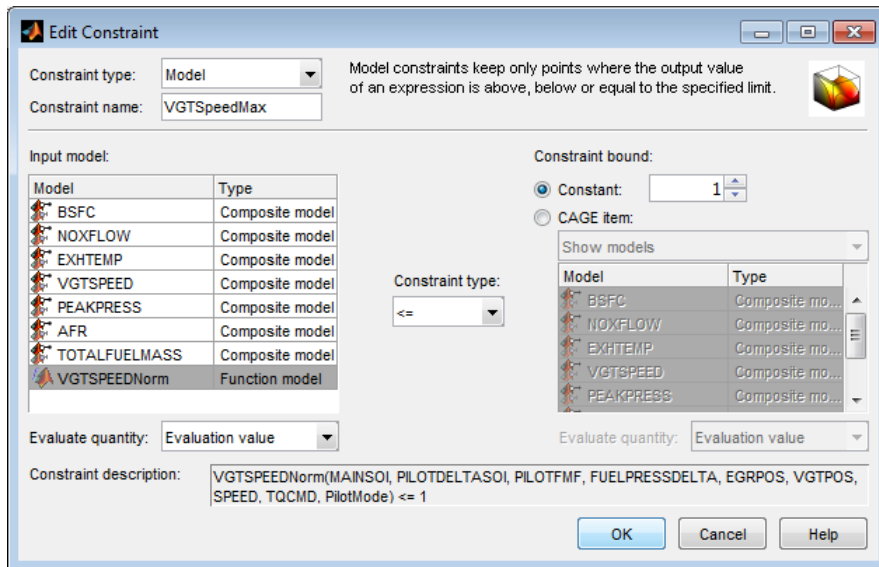 Edit Constraint
Constraint type: Model
Model constraints keep only points where the output value
of an expression is above, below or equal to the specified limit.
Constraint name: VGTSpeedMax
Input model:
Constraint bound:
Model Type
BSFC Composite model
NOXFLOW Composite model
EXHTEMP Composite model
VGTSPEED Composite model
PEAKPRESS Composite model
AFR Composite model
TOTALFUELMASS Composite model
VGTSPEEDNorm Function model
Constraint type:
<=
Constant: 1
CAGE item:
Show models
Model Type
BSFC Composite mo...
NOXFLOW Composite mo...
EXHTEMP Composite mo...
VGTSPEED Composite mo...
PEAKPRESS Composite mo...
Evaluate quantity: Evaluation value
Evaluate quantity: Evaluation value
Constraint description: VGTSPEEDNorm(MAINSOI, PILOTDELTASOI, PILOTFMF, FUELPRESSDELTA, EGRPOS, VGTPOS,
SPEED, TQCMD, PilotMode) <= 1
OK Cancel Help